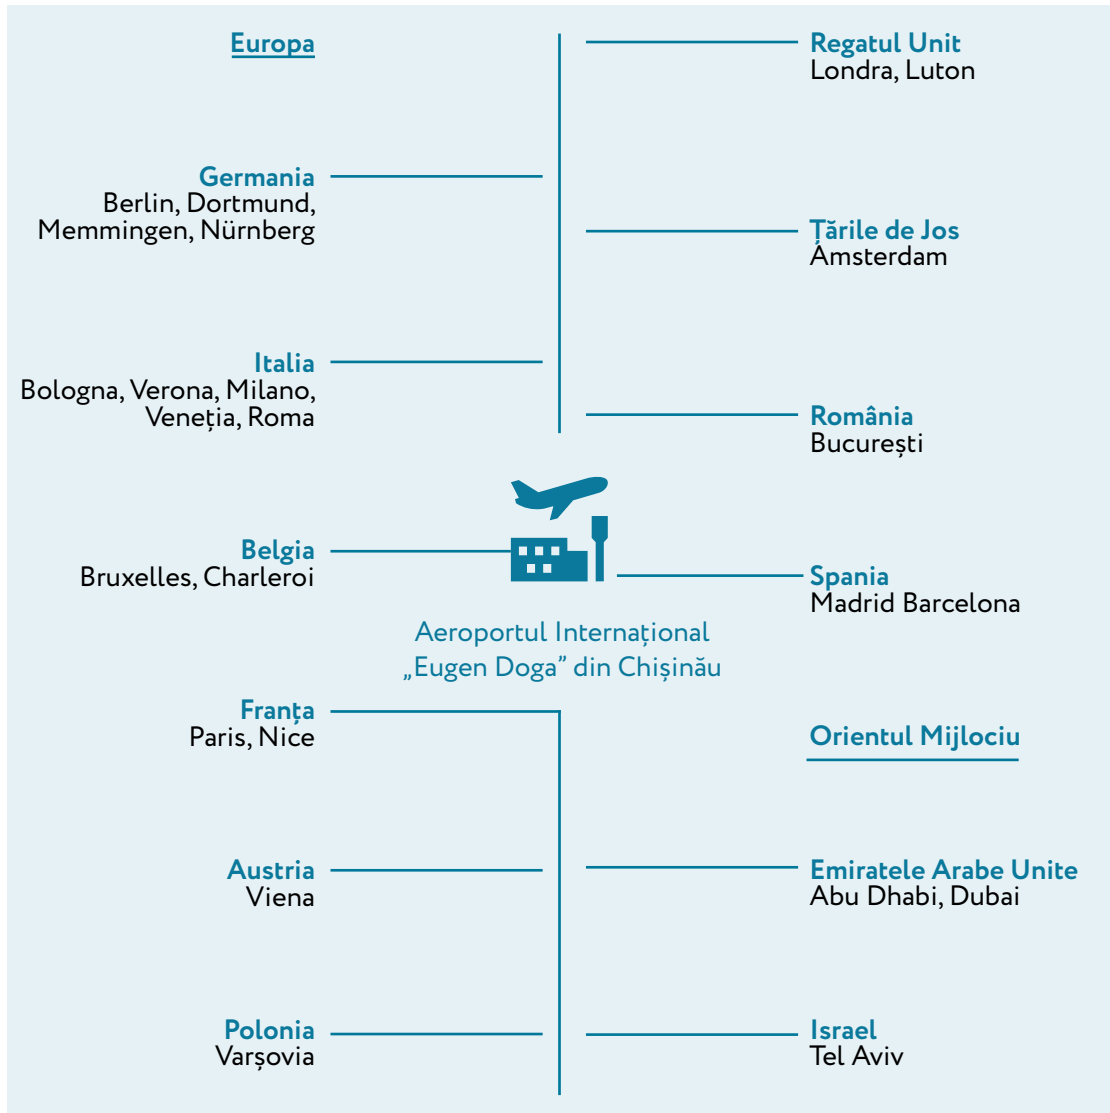 Europa
Germania
Berlin, Dortmund,
Memmingen, Nürnberg
Italia
Bologna, Verona, Milano,
Veneția, Roma
Belgia
Bruxelles, Charleroi
Franța
Paris, Nice
Austria
Viena
Polonia
Varșovia
Aeroportul Internațional
„Eugen Doga” din Chișinău
Regatul Unit
Londra, Luton
Țările de Jos
Amsterdam
România
București
Spania
Madrid Barcelona
Orientul Mijlociu
Emiratele Arabe Unite
Abu Dhabi, Dubai
Israel
Tel Aviv